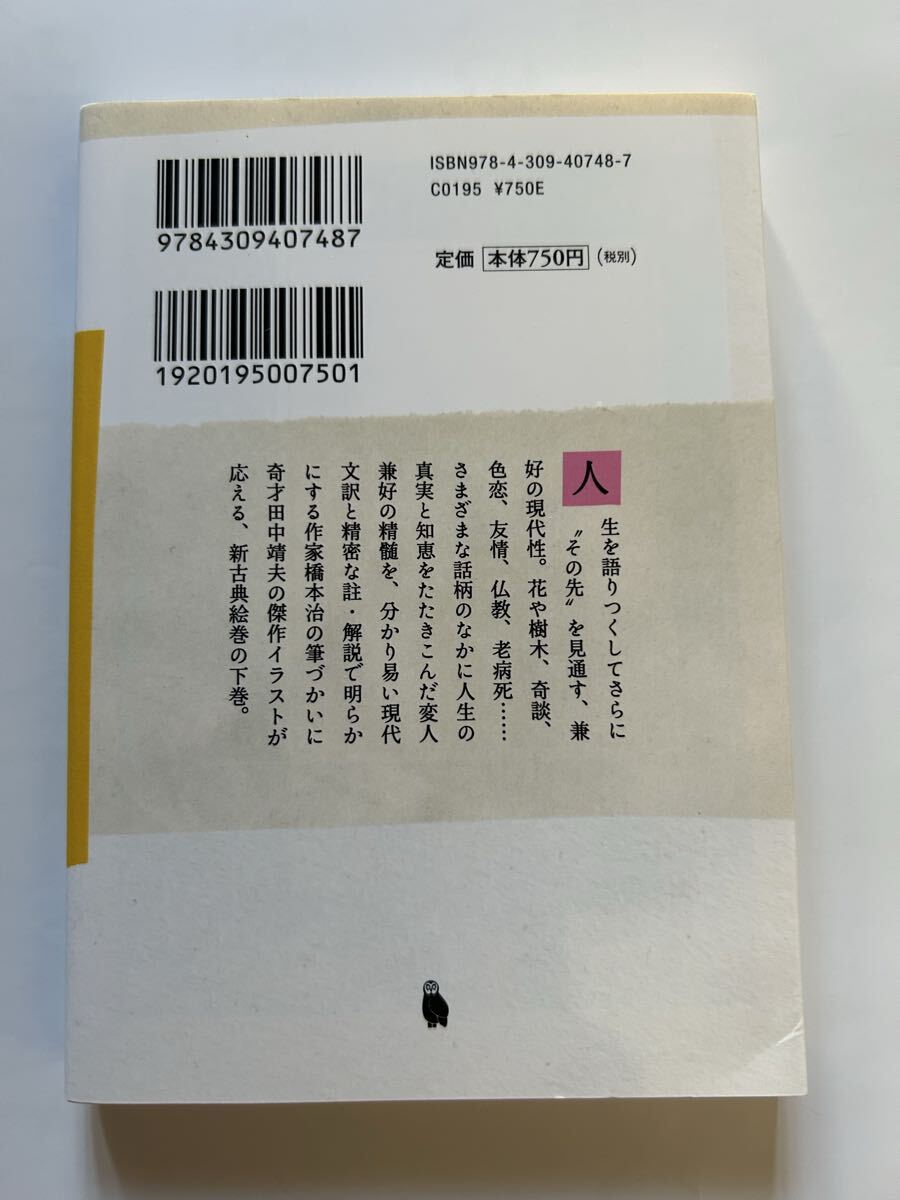 ISBN978-4-309-40748-7
C0195 ¥750E
9784309407487
定価 本体750円 (税別)
1920195007501
人生を語りつくしてさらに
〝その先〟を見通す、兼
好の現代性。花や樹木、奇談、
色恋、友情、仏教、老病死……
さまざまな話柄のなかに人生の
真実と知恵をたたきこんだ変人
兼好の精髄を、分かり易い現代
文訳と精密な註・解説で明らか
にする作家橋本治の筆づかいに
奇才田中靖夫の傑作イラストが
応える、新古典絵巻の下巻。